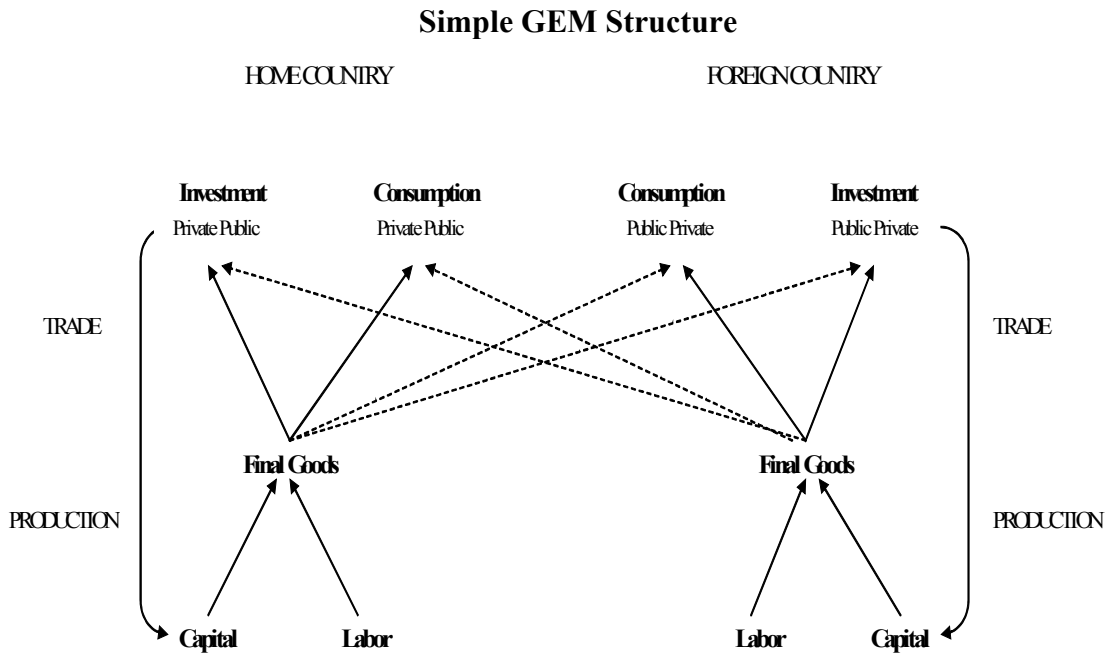 Simple GEM Structure
HOME COUNTRY FOREIGN COUNTRY
Investment Consumption Consumption Investment
Private Public Private Public Public Private Public Private
TRADE TRADE
Final Goods Final Goods
PRODUCTION PRODUCTION
Capital Labor Labor Capital